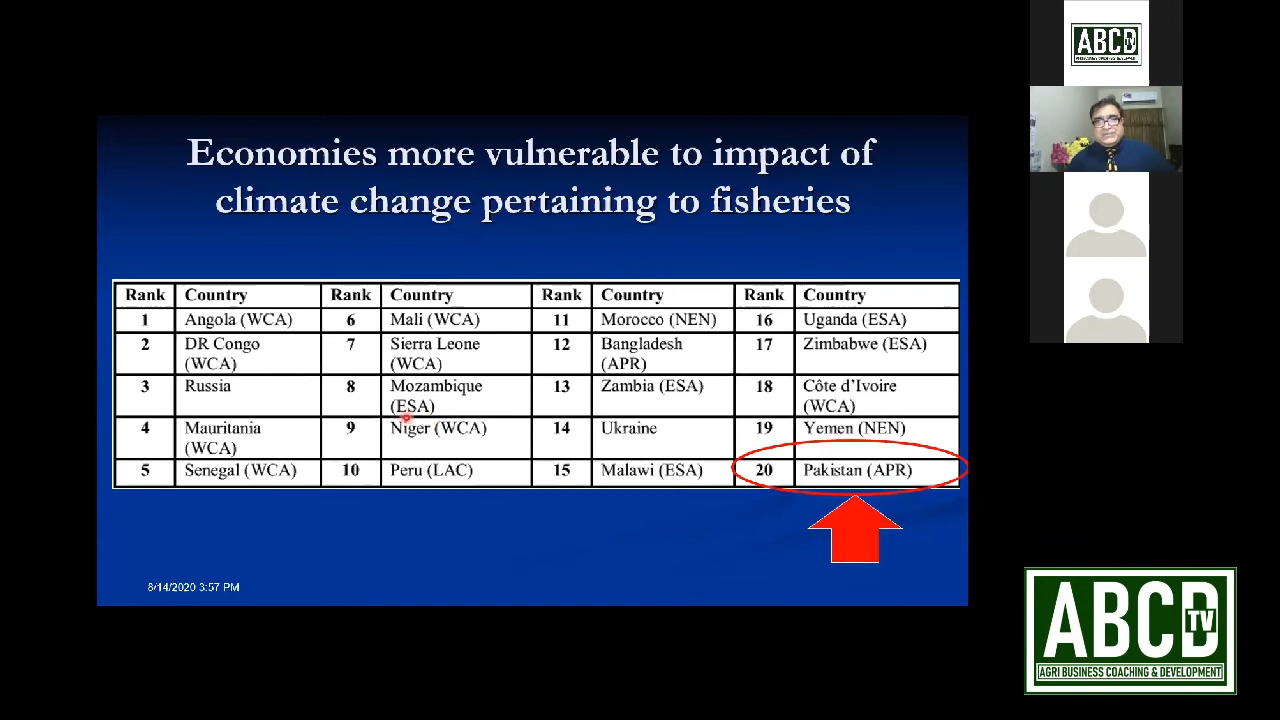 Economies more vulnerable to impact of
climate change pertaining to fisheries
Rank Country Rank Country Rank Country Rank Country
1 Angola (WCA) 6 Mali (WCA) 11 Morocco (NEN) 16 Uganda (ESA)
2 DR Congo (WCA) 7 Sierra Leone (WCA) 12 Bangladesh (APR) 17 Zimbabwe (ESA)
3 Russia 8 Mozambique (ESA) 13 Zambia (ESA) 18 Côte d’Ivoire (WCA)
4 Mauritania (WCA) 9 Niger (WCA) 14 Ukraine 19 Yemen (NEN)
5 Senegal (WCA) 10 Peru (LAC) 15 Malawi (ESA) 20 Pakistan (APR)
8/14/2020 3:57 PM
ABCD TV
ABCD TV
AGRI BUSINESS COACHING & DEVELOPMENT